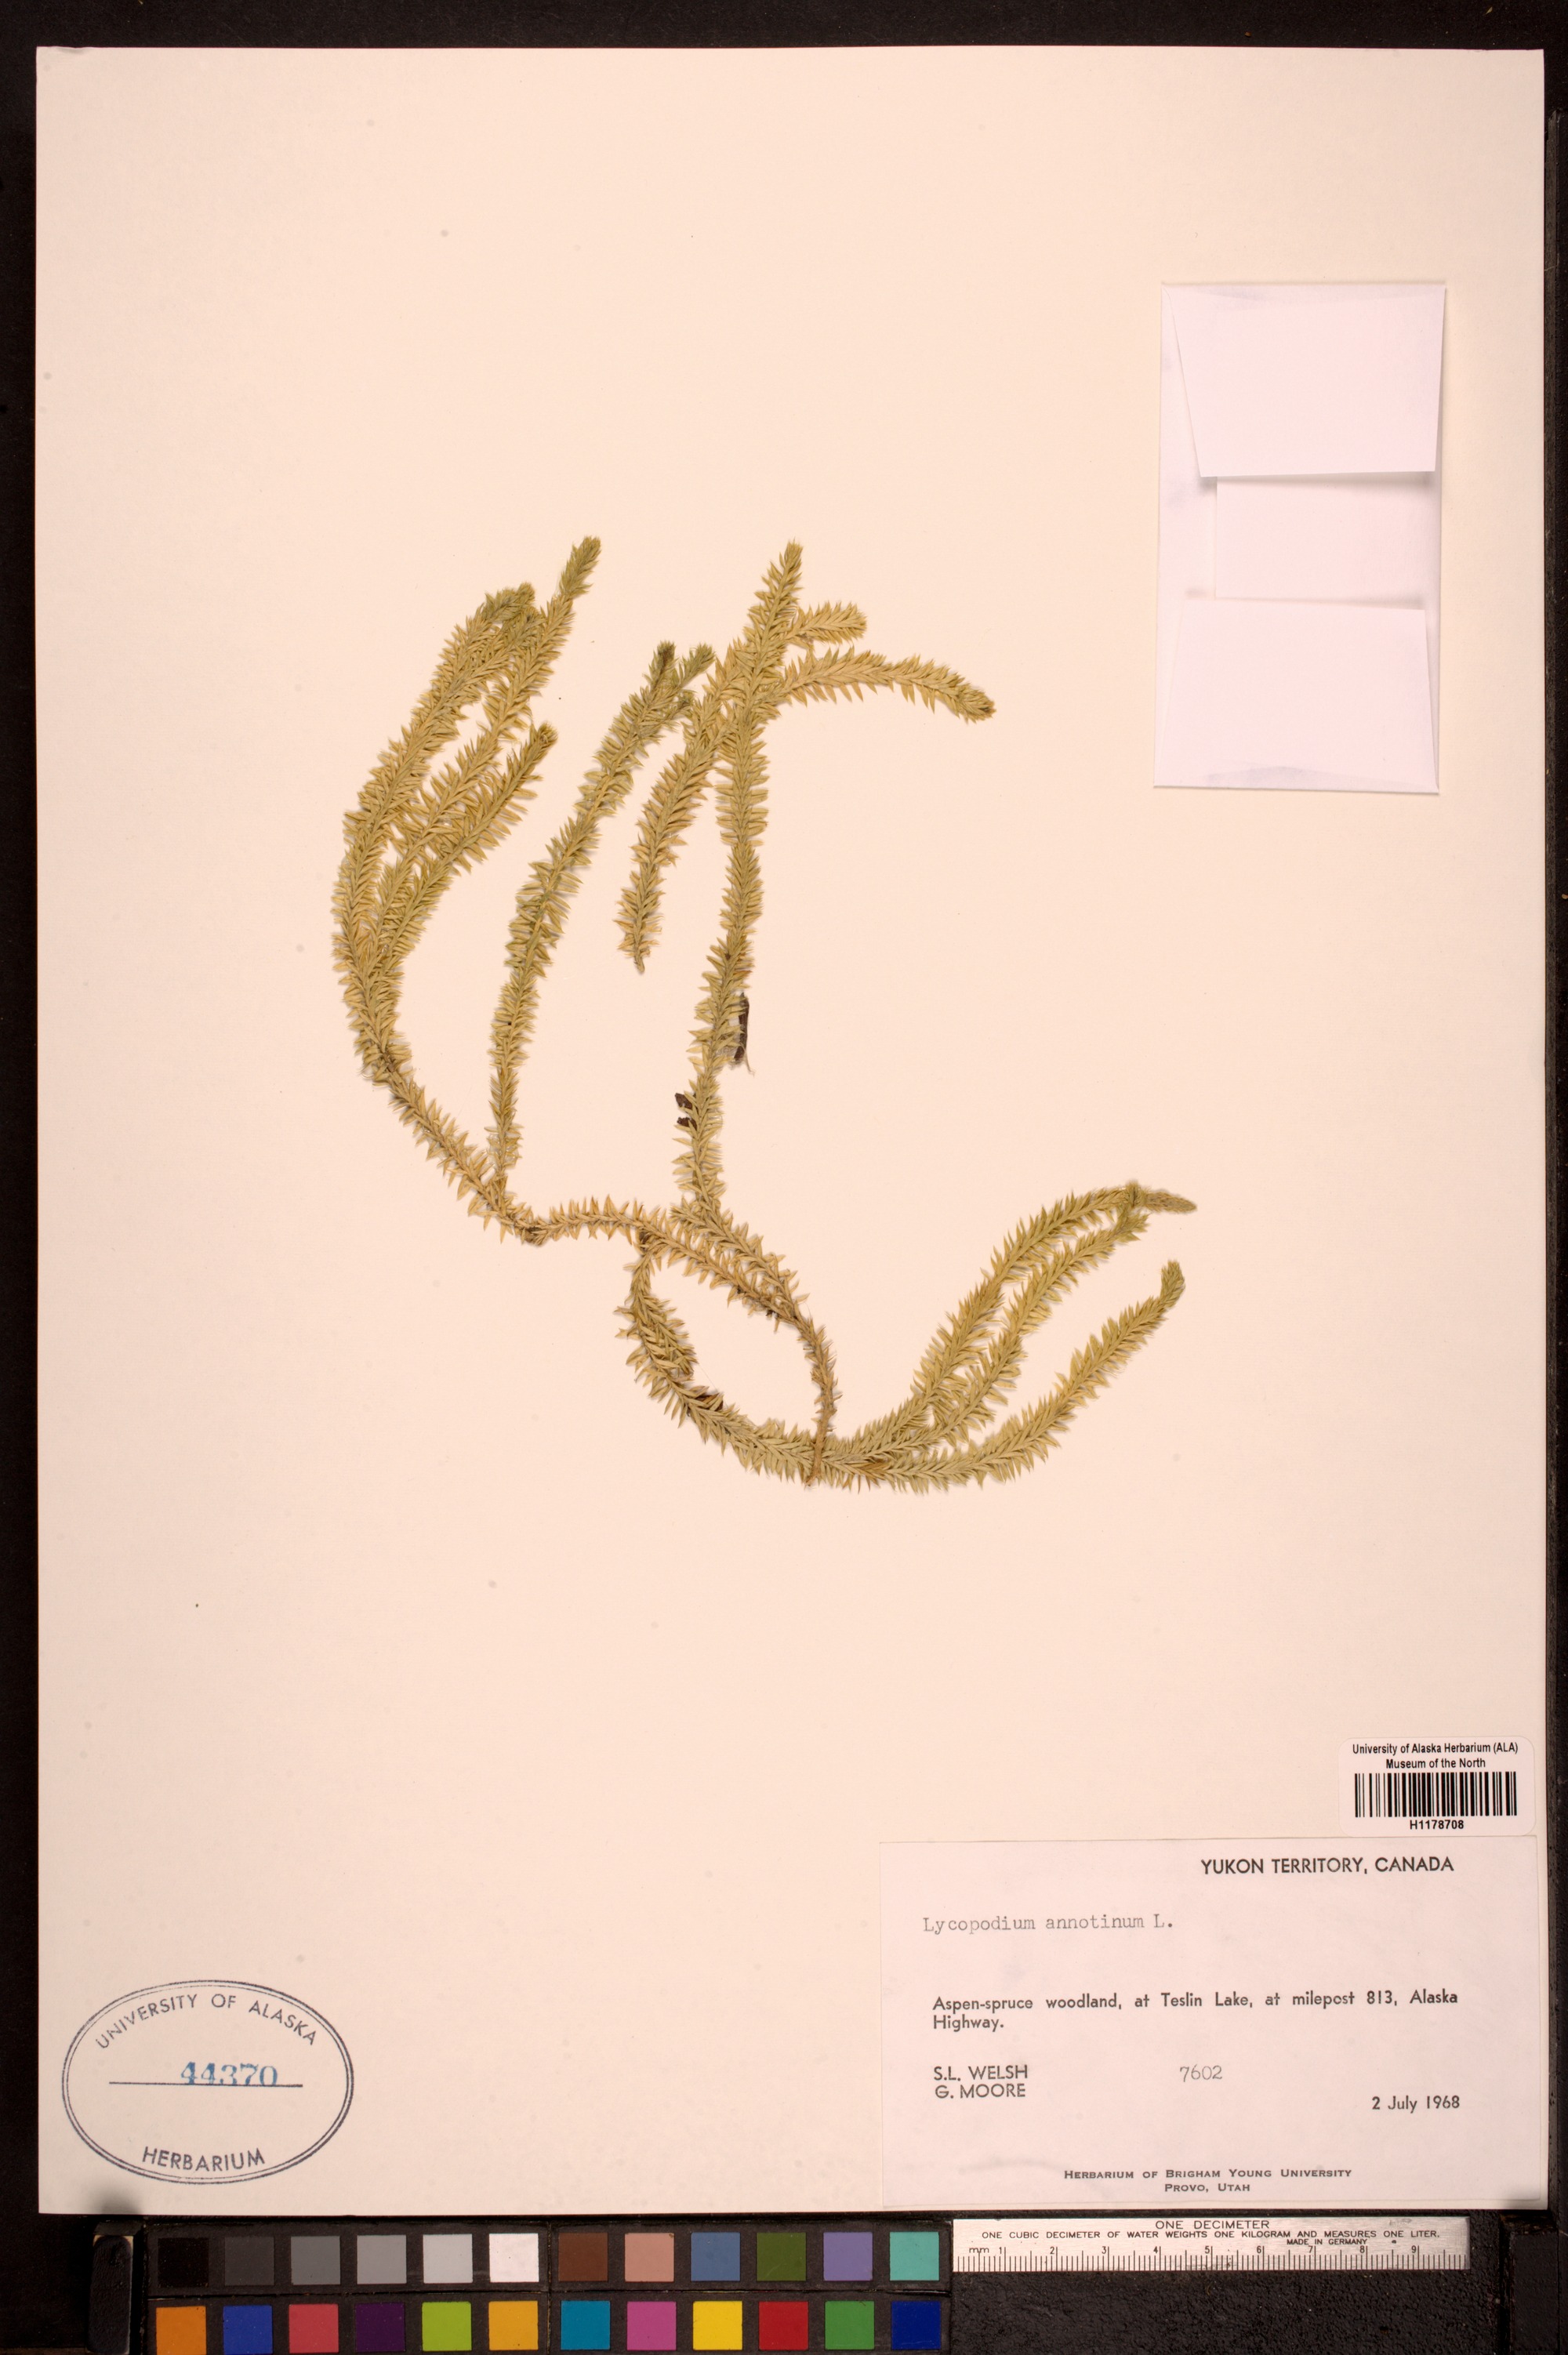 University of Alaska Herbarium (ALA)
Museum of the North
H1178708
YUKON TERRITORY, CANADA
Lycopodium annotinum L.
Aspen-spruce woodland, at Teslin Lake, at milepost 813, Alaska
Highway.
S.L. WELSH 7602
G. MOORE
2 July 1968
HERBARIUM OF BRIGHAM YOUNG UNIVERSITY
PROVO, UTAH
UNIVERSITY OF ALASKA
44370
HERBARIUM
ONE DECIMETER
ONE CUBIC DECIMETER OF WATER WEIGHTS ONE KILOGRAM AND MEASURES ONE LITER.
MADE IN GERMANY
mm 1 2 3 4 5 6 7 8 9